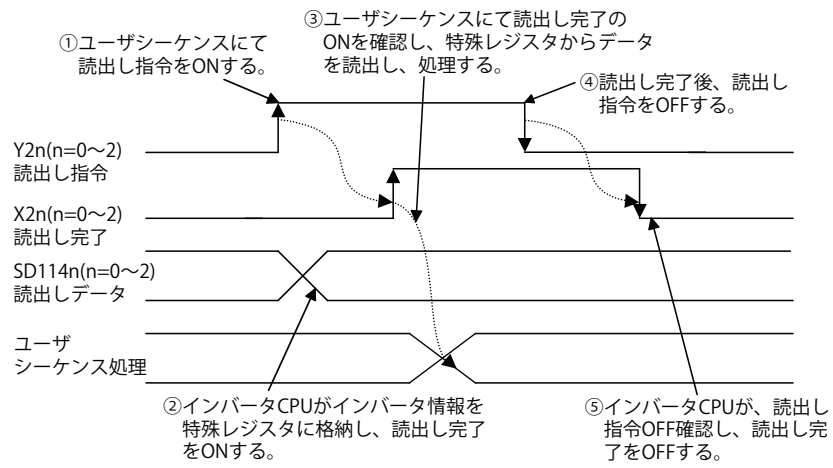 ①ユーザシーケンスにて
読出し指令をONする。
③ユーザシーケンスにて読出し完了の
ONを確認し、特殊レジスタからデータ
を読出し、処理する。
④読出し完了後、読出し
指令をOFFする。
Y2n(n=0～2)
読出し指令
X2n(n=0～2)
読出し完了
SD114n(n=0～2)
読出しデータ
ユーザ
シーケンス処理
②インバータCPUがインバータ情報を
特殊レジスタに格納し、読出し完了
をONする。
⑤インバータCPUが、読出し
指令OFF確認し、読出し完
了をOFFする。